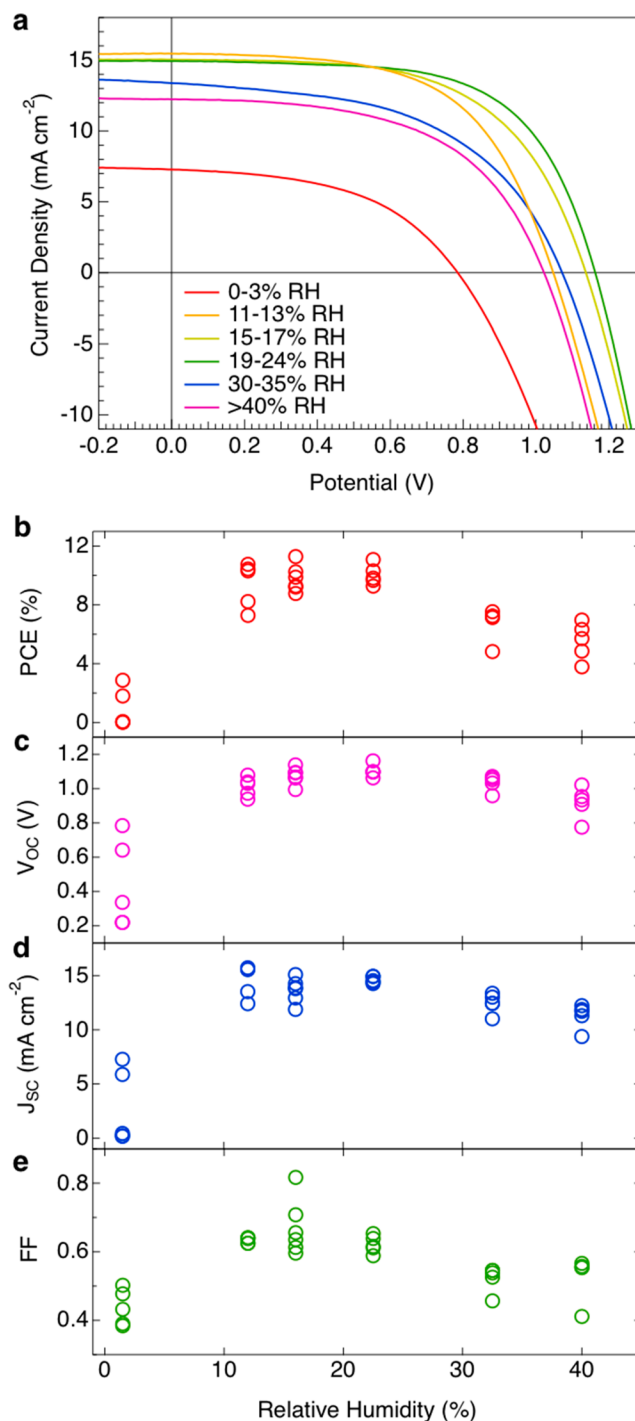 a
15
10
5
0
-5
-10
Current Density (mA cm-2)
0-3% RH
11-13% RH
15-17% RH
19-24% RH
30-35% RH
>40% RH
-0.2 0.0 0.2 0.4 0.6 0.8 1.0 1.2
Potential (V)
b
12
8
4
0
PCE (%)
c
1.2
1.0
0.8
0.6
0.4
0.2
VOC (V)
d
15
10
5
0
JSC (mA cm-2)
e
0.8
0.6
0.4
FF
0 10 20 30 40
Relative Humidity (%)